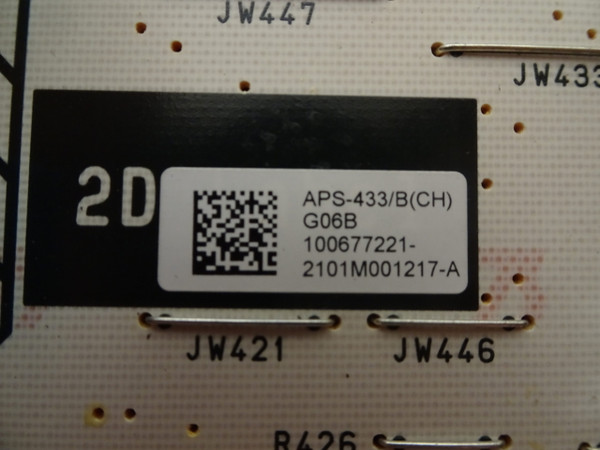 JW447
JW433
2D
APS-433/B(CH)
G06B
100677221-
2101M001217-A
JW421
JW446
R426